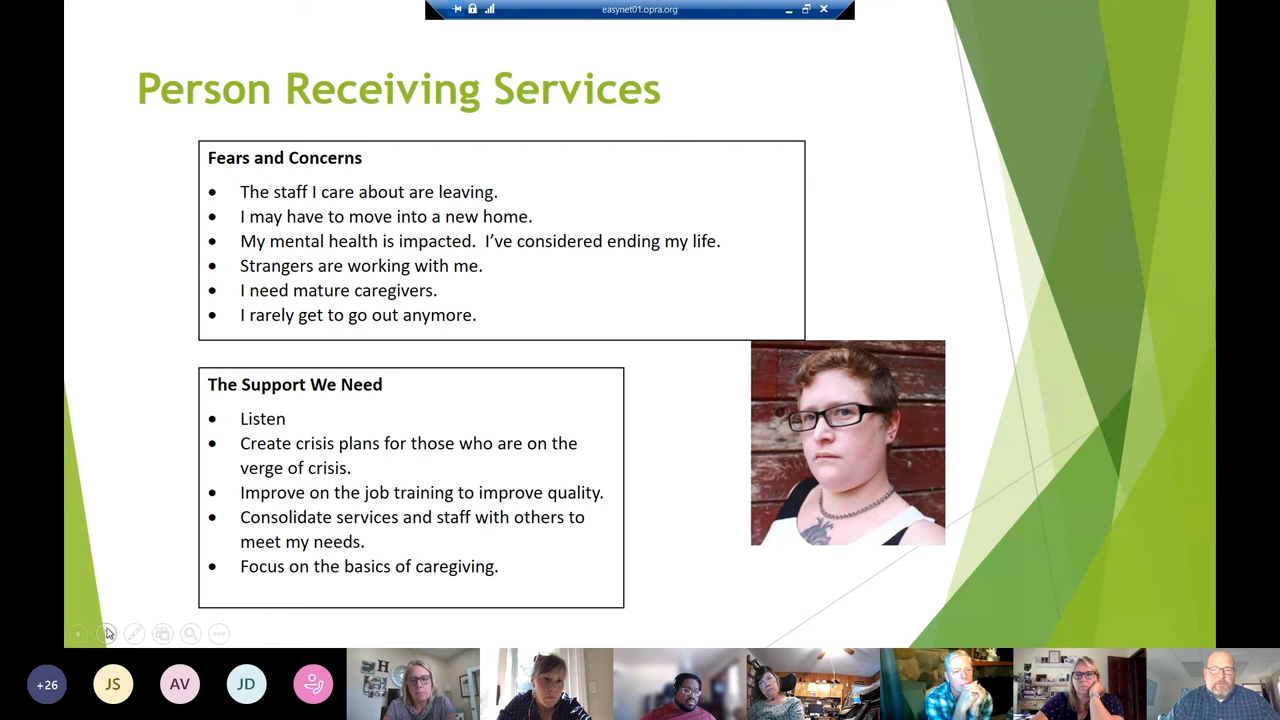 easynet01.opra.org
Person Receiving Services
Fears and Concerns
• The staff I care about are leaving.
• I may have to move into a new home.
• My mental health is impacted.  I’ve considered ending my life.
• Strangers are working with me.
• I need mature caregivers.
• I rarely get to go out anymore.
The Support We Need
• Listen
• Create crisis plans for those who are on the
verge of crisis.
• Improve on the job training to improve quality.
• Consolidate services and staff with others to
meet my needs.
• Focus on the basics of caregiving.
+26
JS
AV
JD
H